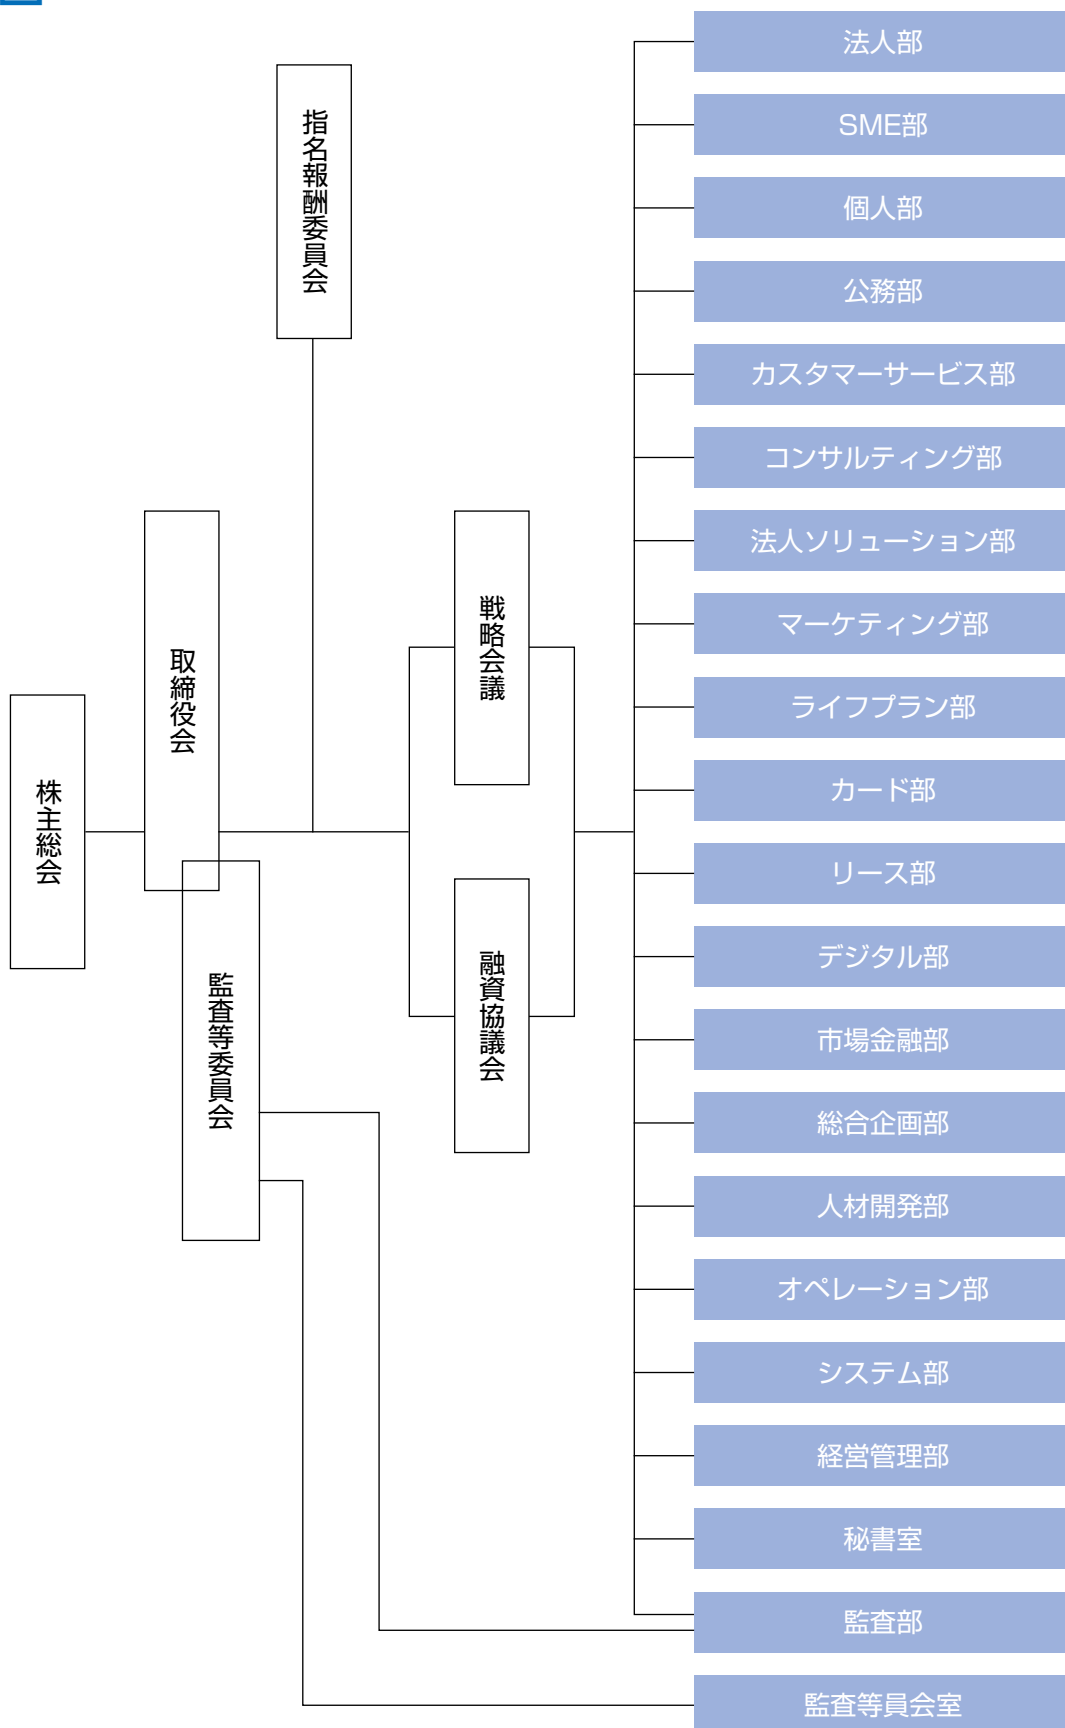 株主総会
取締役会
監査等委員会
指名報酬委員会
戦略会議
融資協議会
法人部
SME部
個人部
公務部
カスタマーサービス部
コンサルティング部
法人ソリューション部
マーケティング部
ライフプラン部
カード部
リース部
デジタル部
市場金融部
総合企画部
人材開発部
オペレーション部
システム部
経営管理部
秘書室
監査部
監査等員会室